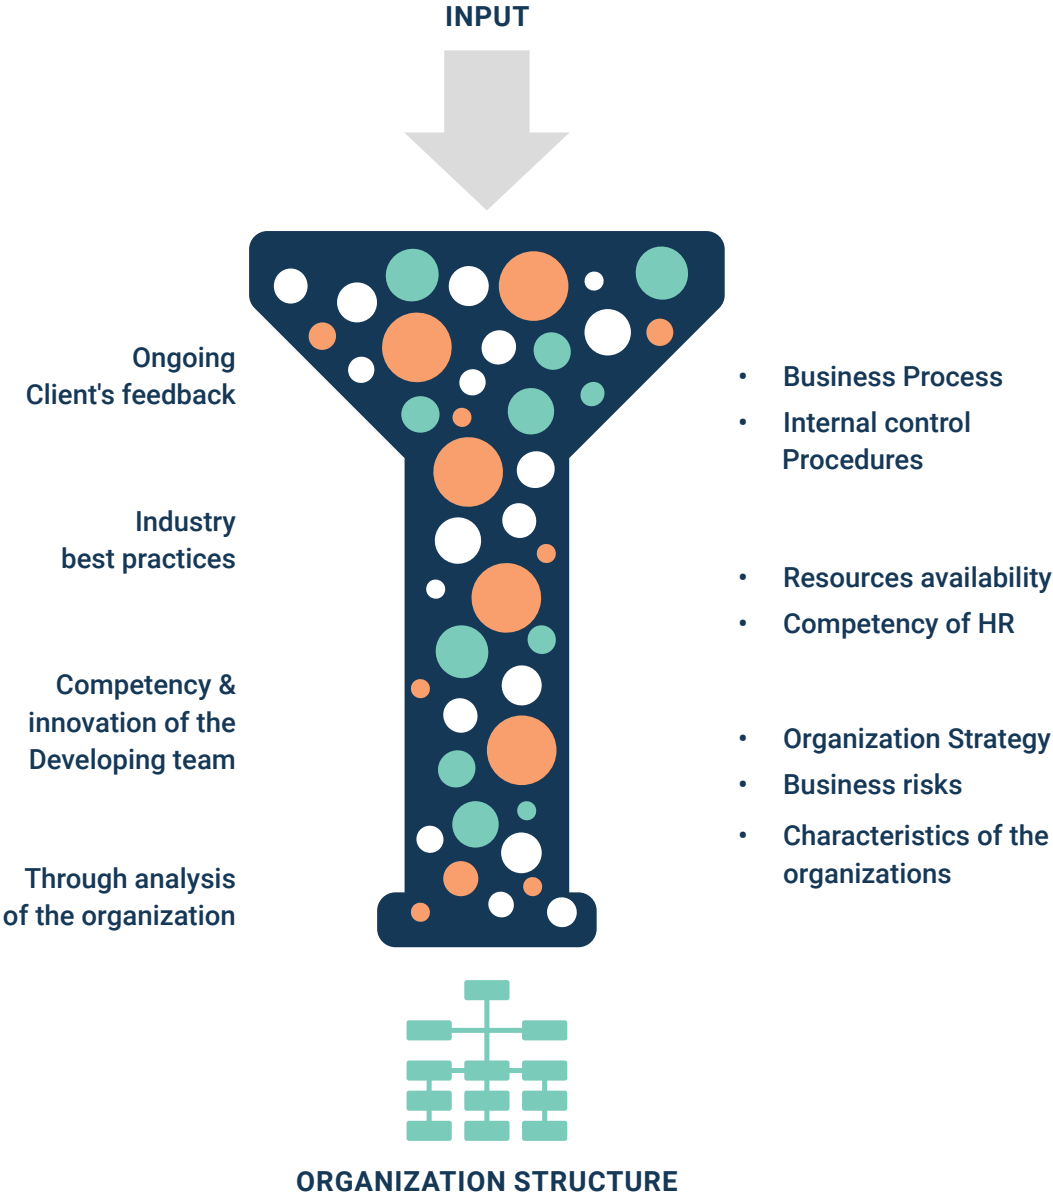 INPUT
Ongoing
Client's feedback
Industry
best practices
Competency &
innovation of the
Developing team
Through analysis
of the organization
• Business Process
• Internal control
Procedures
• Resources availability
• Competency of HR
• Organization Strategy
• Business risks
• Characteristics of the
organizations
ORGANIZATION STRUCTURE